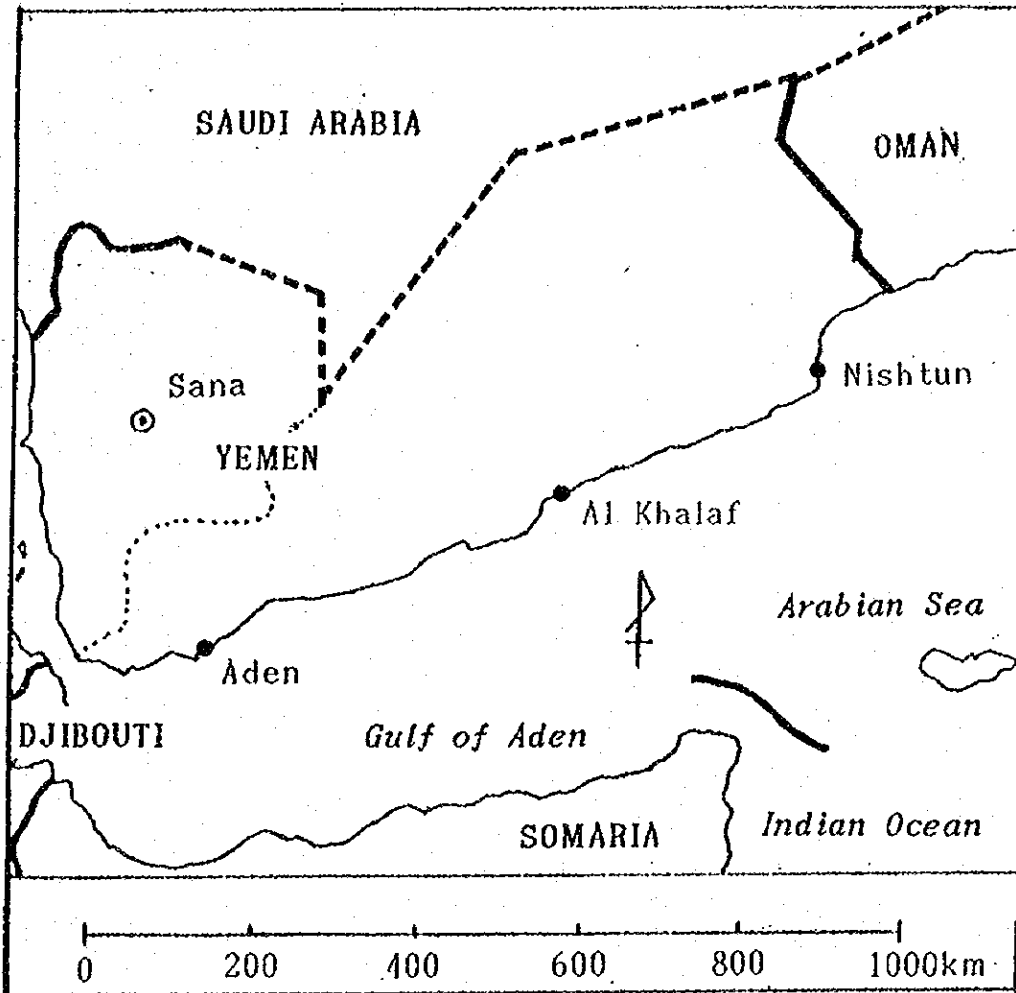 SAUDI ARABIA
OMAN
Sana
Nishtun
YEMEN
Al Khalaf
Arabian Sea
Aden
DJIBOUTI
Gulf of Aden
SOMARIA
Indian Ocean
0 200 400 600 800 1000km